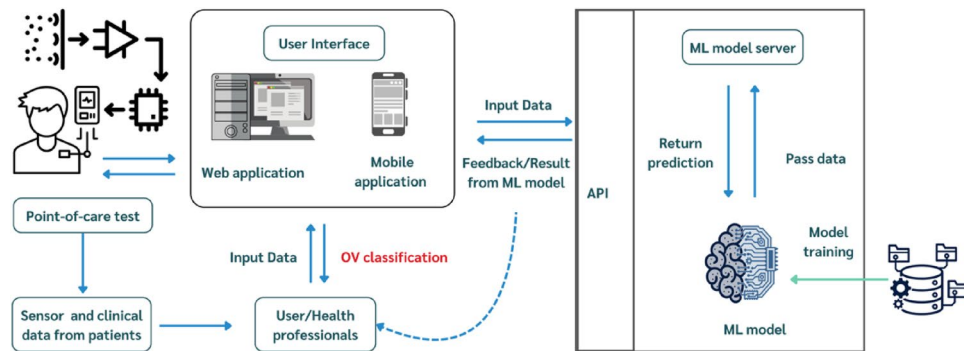 User Interface
Web application
Mobile
application
Point-of-care test
Sensor and clinical
data from patients
Input Data
OV classification
User/Health
professionals
Input Data
Feedback/Result
from ML model
API
ML model server
Return
prediction
Pass data
Model
training
ML model